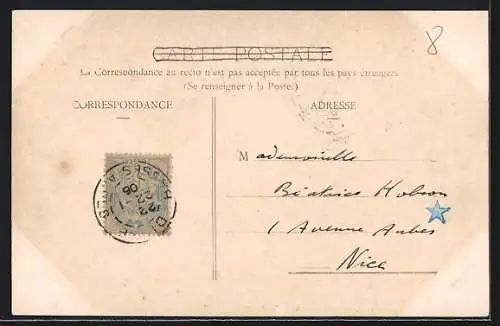 CARTE POSTALE
8
La Correspondance au recto n'est pas acceptée par tous les pays étrangers
(Se renseigner à la Poste.)
CORRESPONDANCE
ADRESSE
Mademoiselle
Béatrice Hobson
1 Avenue Auber
Nice